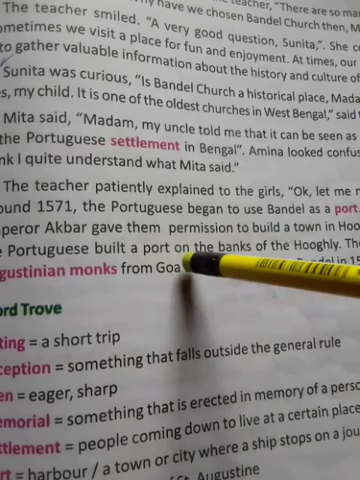 have chosen Bandel Church then, M
teacher, "There are so ma
The teacher smiled. "A very good question, Sunita,". She c
ometimes we visit a place for fun and enjoyment. At times, our
to gather valuable information about the history and culture of
Sunita was curious, "Is Bandel Church a historical place, Mada
es, my child. It is one of the oldest churches in West Bengal," said
Mita said, "Madam, my uncle told me that it can be seen as
the Portuguese settlement in Bengal". Amina looked confus
nk I quite understand what Mita said."
The teacher patiently explained to the girls, "Ok, let me r
ound 1571, the Portuguese began to use Bandel as a port.
peror Akbar gave them permission to build a town in Hoo
e Portuguese built a port on the banks of the Hooghly. The
gustinian monks from Goa in 15
ord Trove
ting = a short trip
ception = something that falls outside the general rule
en = eager, sharp
emorial = something that is erected in memory of a perso
ttlement = people coming down to live at a certain place
rt = harbour / a town or city where a ship stops on a jou
St. Augustine